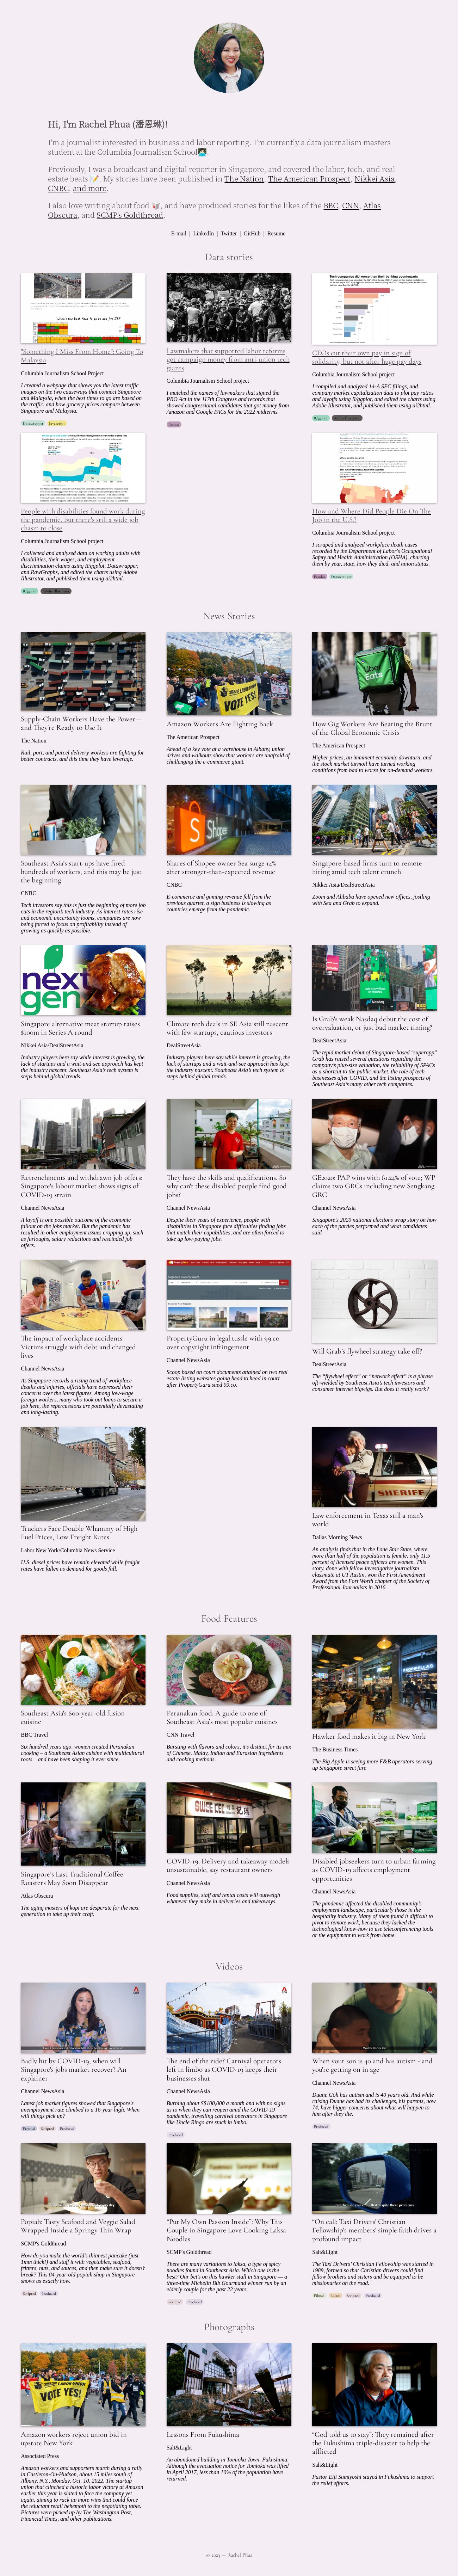 Hi, I'm Rachel Phua (潘恩琳)!
I'm a journalist interested in business and labor reporting. I'm currently a data journalism masters
student at the Columbia Journalism School
Previously, I was a broadcast and digital reporter in Singapore, and covered the labor, tech, and real
estate beats 📝. My stories have been published in The Nation, The American Prospect, Nikkei Asia,
CNBC, and more.
I also love writing about food 🥡, and have produced stories for the likes of the BBC, CNN, Atlas
Obscura, and SCMP's Goldthread.
E-mail | LinkedIn | Twitter | GitHub | Resume
Data stories
"Something I Miss From Home": Going To
Malaysia
Columbia Journalism School Project
I created a webpage that shows you the latest traffic
images on the two causeways that connect Singapore
and Malaysia, when the best times to go are based on
the traffic, and how grocery prices compare between
Singapore and Malaysia.
Datawrapper Javascript
Lawmakers that supported labor reforms
got campaign money from anti-union tech
giants
Columbia Journalism School project
I matched the names of lawmakers that signed the
PRO Act in the 117th Congress and records that
showed congressional candidates who got money from
Amazon and Google PACs for the 2022 midterms.
Pandas
CEOs cut their own pay in sign of
solidarity, but not after huge pay days
Columbia Journalism School project
I compiled and analyzed 14-A SEC filings, and
company market capitalization data to plot pay ratios
and layoffs using R/ggplot, and edited the charts using
Adobe Illustrator, and published them using ai2html.
R/ggplot
People with disabilities found work during
the pandemic, but there's still a wide job
chasm to close
Columbia Journalism School project
I collected and analyzed data on working adults with
disabilities, their wages, and employment
discrimination claims using R/ggplot, Datawrapper,
and RawGraphs, and edited the charts using Adobe
Illustrator, and published them using ai2html.
R/ggplot
How and Where Did People Die On The
Job in the U.S.?
Columbia Journalism School project
I scraped and analyzed workplace death cases
recorded by the Department of Labor's Occupational
Safety and Health Administration (OSHA), charting
them by year, state, how they died, and union status.
Pandas Datawrapper
News Stories
Supply-Chain Workers Have the Power—
and They're Ready to Use It
The Nation
Rail, port, and parcel delivery workers are fighting for
better contracts, and this time they have leverage.
Amazon Workers Are Fighting Back
The American Prospect
Ahead of a key vote at a warehouse in Albany, union
drives and walkouts show that workers are unafraid of
challenging the e-commerce giant.
How Gig Workers Are Bearing the Brunt
of the Global Economic Crisis
The American Prospect
Higher prices, an imminent economic downturn, and
the stock market turmoil have turned working
conditions from bad to worse for on-demand workers.
Southeast Asia's start-ups have fired
hundreds of workers, and this may be just
the beginning
CNBC
Tech investors say this is just the beginning of more job
cuts in the region's tech industry. As interest rates rise
and economic uncertainty looms, companies are now
being forced to focus on profitability instead of
growing as quickly as possible.
Shares of Shopee-owner Sea surge 14%
after stronger-than-expected revenue
CNBC
E-commerce and gaming revenue fell from the
previous quarter, a sign business is slowing as
countries emerge from the pandemic.
Singapore-based firms turn to remote
hiring amid tech talent crunch
Nikkei Asia/DealStreetAsia
Zoom and Alibaba have opened new offices, jostling
with Sea and Grab to expand.
Singapore alternative meat startup raises
$100m in Series A round
Nikkei Asia/DealStreetAsia
Industry players here say while interest is growing, the
lack of startups and a wait-and-see approach has kept
the industry nascent. Southeast Asia's tech system is
steps behind global trends.
Climate tech deals in SE Asia still nascent
with few startups, cautious investors
DealStreetAsia
Industry players here say while interest is growing, the
lack of startups and a wait-and-see approach has kept
the industry nascent. Southeast Asia's tech system is
steps behind global trends.
Is Grab's weak Nasdaq debut the cost of
overvaluation, or just bad market timing?
DealStreetAsia
The tepid market debut of Singapore-based "superapp"
Grab has raised several questions regarding the
company's plus-size valuation, the reliability of SPACs
as a shortcut to the public market, the role of tech
businesses after COVID, and the listing prospects of
Southeast Asia's many other tech companies.
Retrenchments and withdrawn job offers:
Singapore's labour market shows signs of
COVID-19 strain
Channel NewsAsia
A layoff is one possible outcome of the economic
fallout on the jobs market. But the pandemic has
resulted in other employment issues cropping up, such
as furloughs, salary reductions and rescinded job
offers.
They have the skills and qualifications. So
why can't these disabled people find good
jobs?
Channel NewsAsia
Despite their years of experience, people with
disabilities in Singapore face difficulties finding jobs
that match their capabilities, and are often forced to
take up low-paying jobs.
GE2020: PAP wins with 61.24% of vote; WP
claims two GRCs including new Sengkang
GRC
Channel NewsAsia
Singapore's 2020 national elections wrap story on how
each of the parties performed and what candidates
said.
The impact of workplace accidents:
Victims struggle with debt and changed
lives
Channel NewsAsia
As Singapore records a rising trend of workplace
deaths and injuries, officials have expressed their
concerns over the latest figures. Among low-wage
foreign workers, many who took out loans to secure a
job here, the repercussions are potentially devastating
and long-lasting.
PropertyGuru in legal tussle with 99.co
over copyright infringement
Channel NewsAsia
Scoop based on court documents attained on two real
estate listing websites going head to head in court
after PropertyGuru sued 99.co.
Will Grab's flywheel strategy take off?
DealStreetAsia
The "flywheel effect" or "network effect" is a phrase
oft-wielded by Southeast Asia's tech investors and
consumer internet bigwigs. But does it really work?
Truckers Face Double Whammy of High
Fuel Prices, Low Freight Rates
Labor New York/Columbia News Service
U.S. diesel prices have remain elevated while freight
rates have fallen as demand for goods fall.
Law enforcement in Texas still a man's
world
Dallas Morning News
An analysis finds that in the Lone Star State, where
more than half of the population is female, only 11.5
percent of licensed peace officers are women. This
story, done with fellow investigative journalism
classmate at UT Austin, won the First Amendment
Award from the Fort Worth chapter of the Society of
Professional Journalists in 2016.
Food Features
Southeast Asia's 600-year-old fusion
cuisine
BBC Travel
Six hundred years ago, women created Peranakan
cooking – a Southeast Asian cuisine with multicultural
roots – and have been shaping it ever since.
Peranakan food: A guide to one of
Southeast Asia's most popular cuisines
CNN Travel
Bursting with flavors and colors, it's distinct for its mix
of Chinese, Malay, Indian and Eurasian ingredients
and cooking methods.
Hawker food makes it big in New York
The Business Times
The Big Apple is seeing more F&B operators serving
up Singapore street fare
Singapore's Last Traditional Coffee
Roasters May Soon Disappear
Atlas Obscura
The aging masters of kopi are desperate for the next
generation to take up their craft.
COVID-19: Delivery and takeaway models
unsustainable, say restaurant owners
Channel NewsAsia
Food supplies, staff and rental costs will outweigh
whatever they make in deliveries and takeaways.
Disabled jobseekers turn to urban farming
as COVID-19 affects employment
opportunities
Channel NewsAsia
The pandemic affected the disabled community's
employment landscape, particularly those in the
hospitality industry. Many of them found it difficult to
pivot to remote work, because they lacked the
technological know-how to use teleconferencing tools
or the equipment to work from home.
Videos
Badly hit by COVID-19, when will
Singapore's jobs market recover? An
explainer
Channel NewsAsia
Latest job market figures showed that Singapore's
unemployment rate climbed to a 16-year high. When
will things pick up?
Scripted Produced
The end of the ride? Carnival operators
left in limbo as COVID-19 keeps their
businesses shut
Channel NewsAsia
Burning about S$100,000 a month and with no signs
as to when they can reopen amid the COVID-19
pandemic, travelling carnival operators in Singapore
like Uncle Ringo are stuck in limbo.
Produced
When your son is 40 and has autism - and
you're getting on in age
Channel NewsAsia
Duane Goh has autism and is 40 years old. And while
raising Duane has had its challenges, his parents, now
74, have bigger concerns about what will happen to
him after they die.
Produced
Popiah: Tasty Seafood and Veggie Salad
Wrapped Inside a Springy Thin Wrap
SCMP's Goldthread
How do you make the world's thinnest pancake (just
1mm thick!) and stuff it with vegetables, seafood,
fritters, nuts, and sauces, and then make sure it doesn't
break? This 84-year-old popiah shop in Singapore
shows us exactly how.
Scripted Produced
"Put My Own Passion Inside": Why This
Couple in Singapore Love Cooking Laksa
Noodles
SCMP's Goldthread
There are many variations to laksa, a type of spicy
noodles found in Southeast Asia. Which one is the
best? Our bet's on this hawker stall in Singapore — a
three-time Michelin Bib Gourmand winner run by an
elderly couple for the past 22 years.
Scripted Produced
"On call: Taxi Drivers' Christian
Fellowship's members' simple faith drives a
profound impact
Salt&Light
The Taxi Drivers' Christian Fellowship was started in
1989, formed so that Christian drivers could find
fellow brothers and sisters and be equipped to be
missionaries on the road.
Filmed Edited Scripted Produced
Photographs
Amazon workers reject union bid in
upstate New York
Associated Press
Amazon workers and supporters march during a rally
in Castleton-On-Hudson, about 15 miles south of
Albany, N.Y., Monday, Oct. 10, 2022. The startup
union that clinched a historic labor victory at Amazon
earlier this year is slated to face the company yet
again, aiming to rack up more wins that could force
the reluctant retail behemoth to the negotiating table.
Pictures were picked up by The Washington Post,
Financial Times, and other publications.
Lessons From Fukushima
Salt&Light
An abandoned building in Tomioka Town, Fukushima.
Although the evacuation notice for Tomioka was lifted
in April 2017, less than 10% of the population have
returned.
"God told us to stay": They remained after
the Fukushima triple-disaster to help the
afflicted
Salt&Light
Pastor Eiji Sumiyoshi stayed in Fukushima to support
the relief efforts.
© 2023 — Rachel Phua